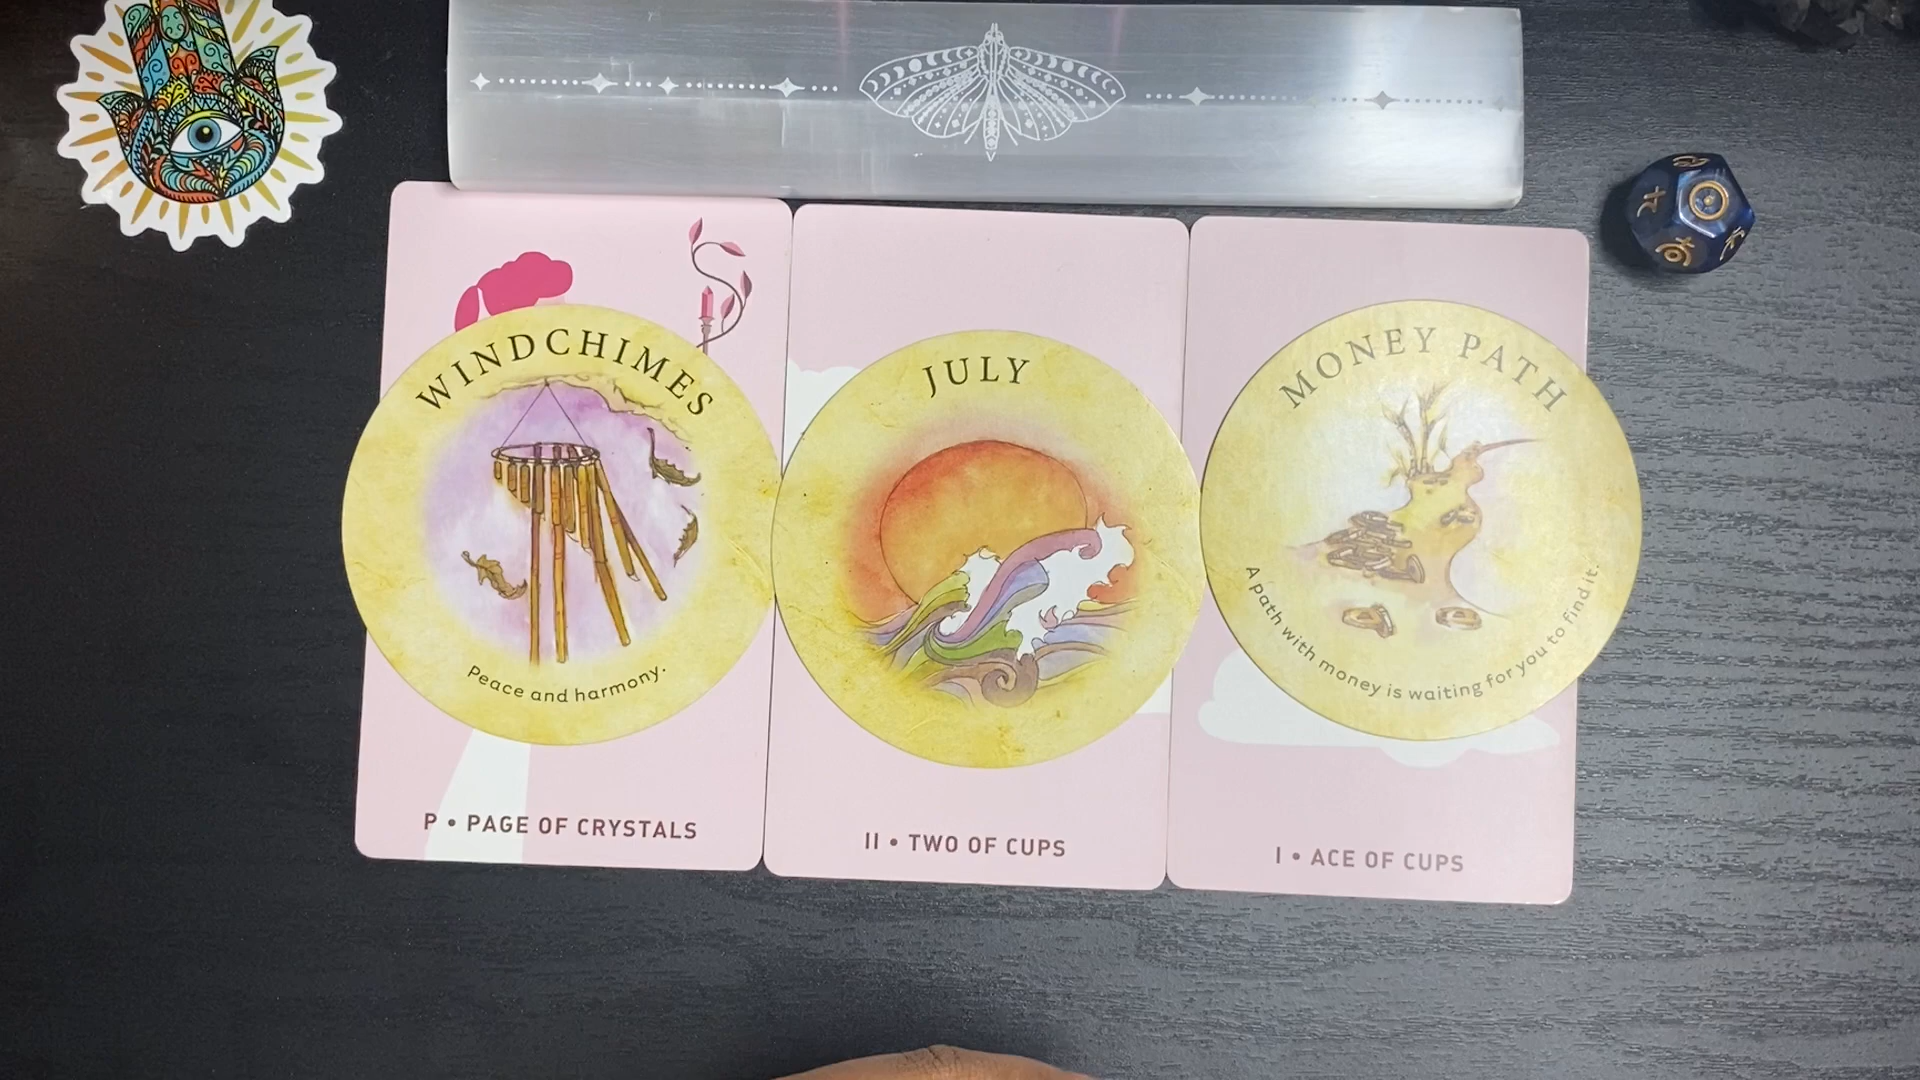 WINDCHIMES
Peace and harmony.
P • PAGE OF CRYSTALS
JULY
II • TWO OF CUPS
MONEY PATH
A path with money is waiting for you to find it.
I • ACE OF CUPS